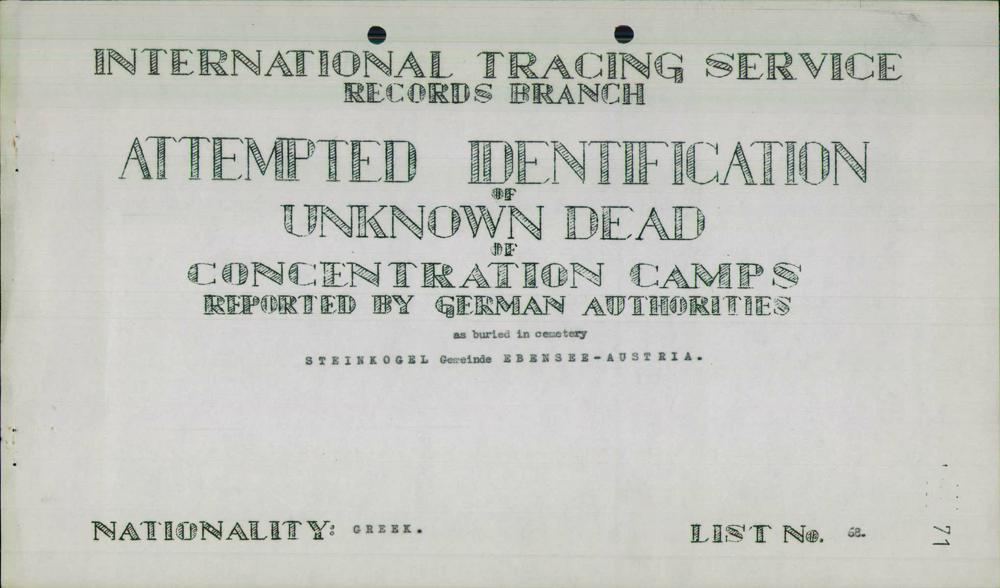 INTERNATIONAL TRACING SERVICE
RECORDS BRANCH
ATTEMPTED IDENTIFICATION
OF
UNKNOWN DEAD
OF
CONCENTRATION CAMPS
REPORTED BY GERMAN AUTHORITIES
as buried in cemetery
STEINKOGEL Gemeinde EBENSEE-AUSTRIA.
NATIONALITY: GREEK.
LIST No. 68.
71